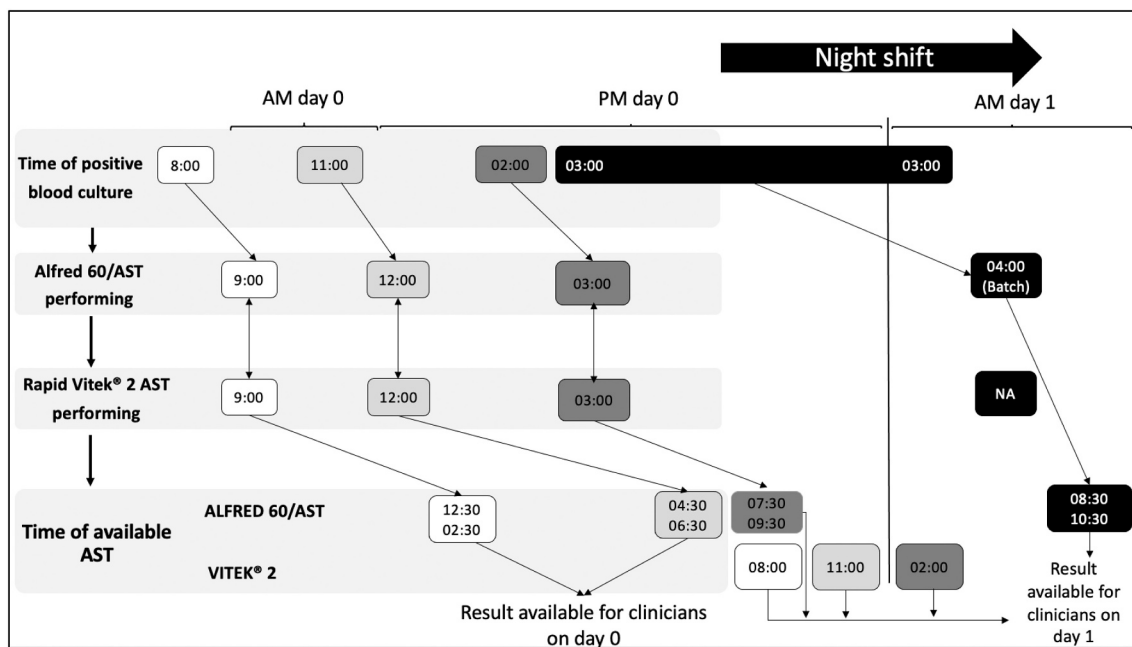 Night shift
AM day 0
PM day 0
AM day 1
Time of positive
blood culture
8:00
11:00
02:00
03:00
03:00
Alfred 60/AST
performing
9:00
12:00
03:00
04:00
(Batch)
Rapid Vitek® 2 AST
performing
9:00
12:00
03:00
NA
Time of available
AST
ALFRED 60/AST
12:30
02:30
04:30
06:30
07:30
09:30
08:30
10:30
VITEK® 2
08:00
11:00
02:00
Result available for clinicians
on day 0
Result
available for
clinicians on
day 1